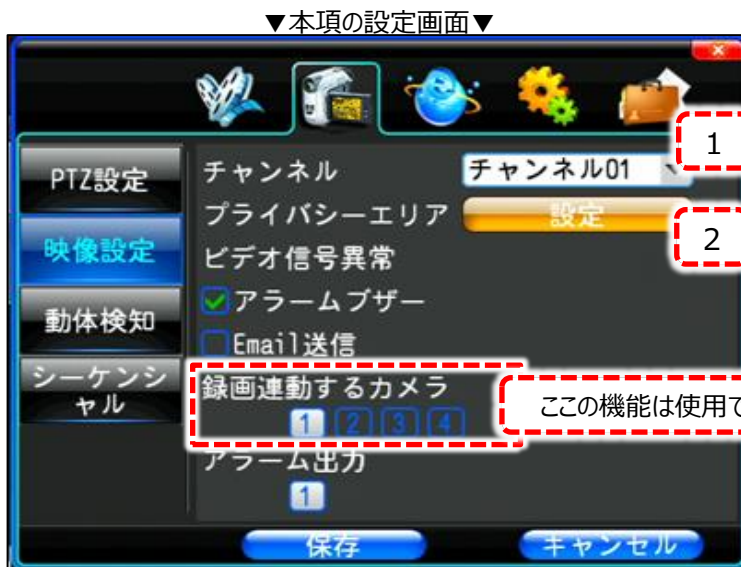 ▼本項の設定画面▼
1
PTZ設定
チャンネル
チャンネル01
プライバシーエリア
設定
2
映像設定
ビデオ信号異常
アラームブザー
動体検知
Email送信
シーケンシ
ャル
録画連動するカメラ
ここの機能は使用で
1 2 3 4
アラーム出力
1
保存
キャンセル